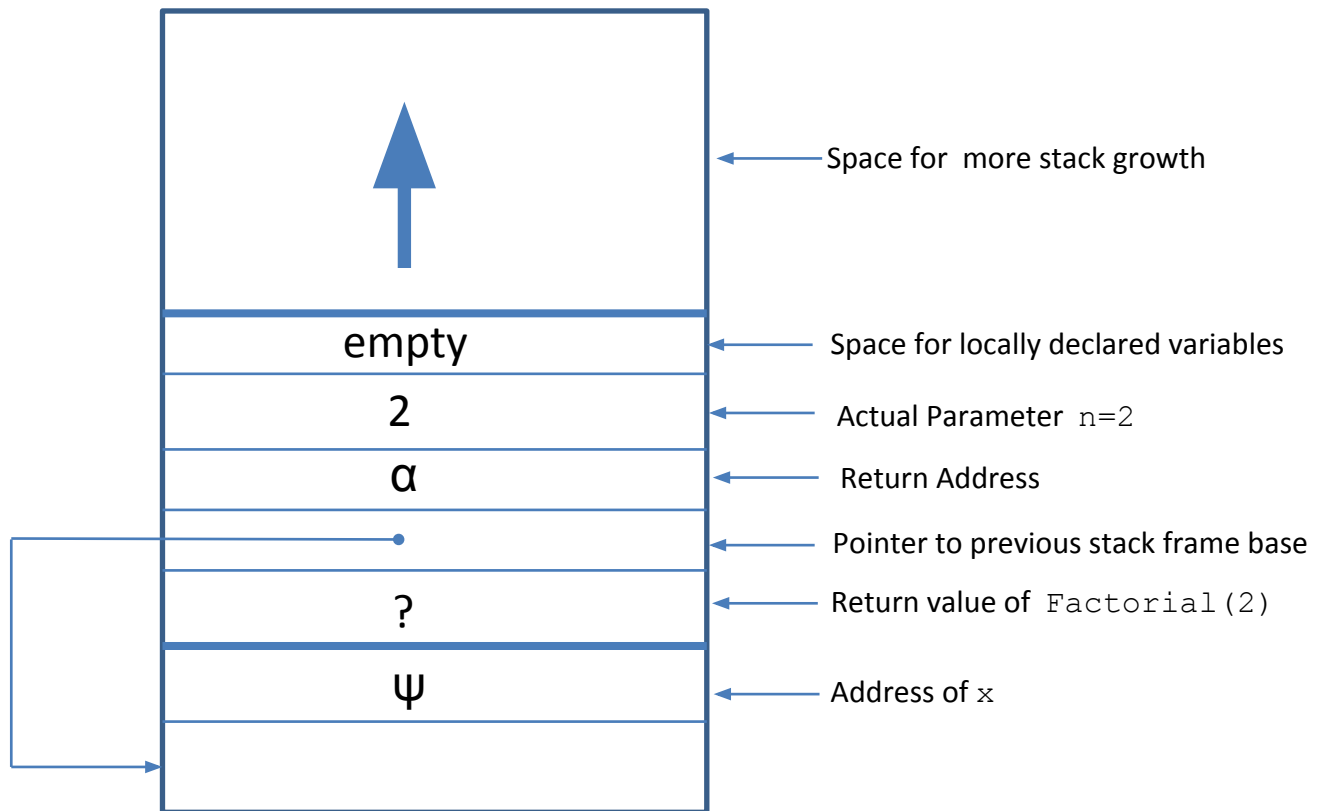 Space for more stack growth
empty
Space for locally declared variables
2
Actual Parameter n=2
α
Return Address
Pointer to previous stack frame base
?
Return value of Factorial(2)
ψ
Address of x